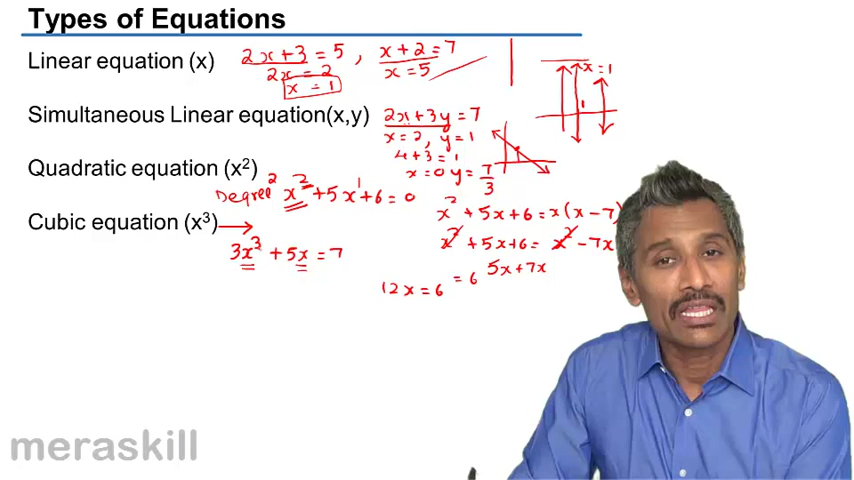 Types of Equations
Linear equation (x) 2x+3=5, x+2=7
2x=2 x=5
x=1 x=1
1
Simultaneous Linear equation(x,y) 2x+3y=7
x=2, y=1
4+3=1
x=0 y=7/3
Quadratic equation (x²)
Degree 2 x²+5x¹+6=0
x²+5x+6=x(x-7)
Cubic equation (x³) →
x²+5x+6=x²-7x
3x³+5x=7
=6 5x+7x
12x=6
meraskill